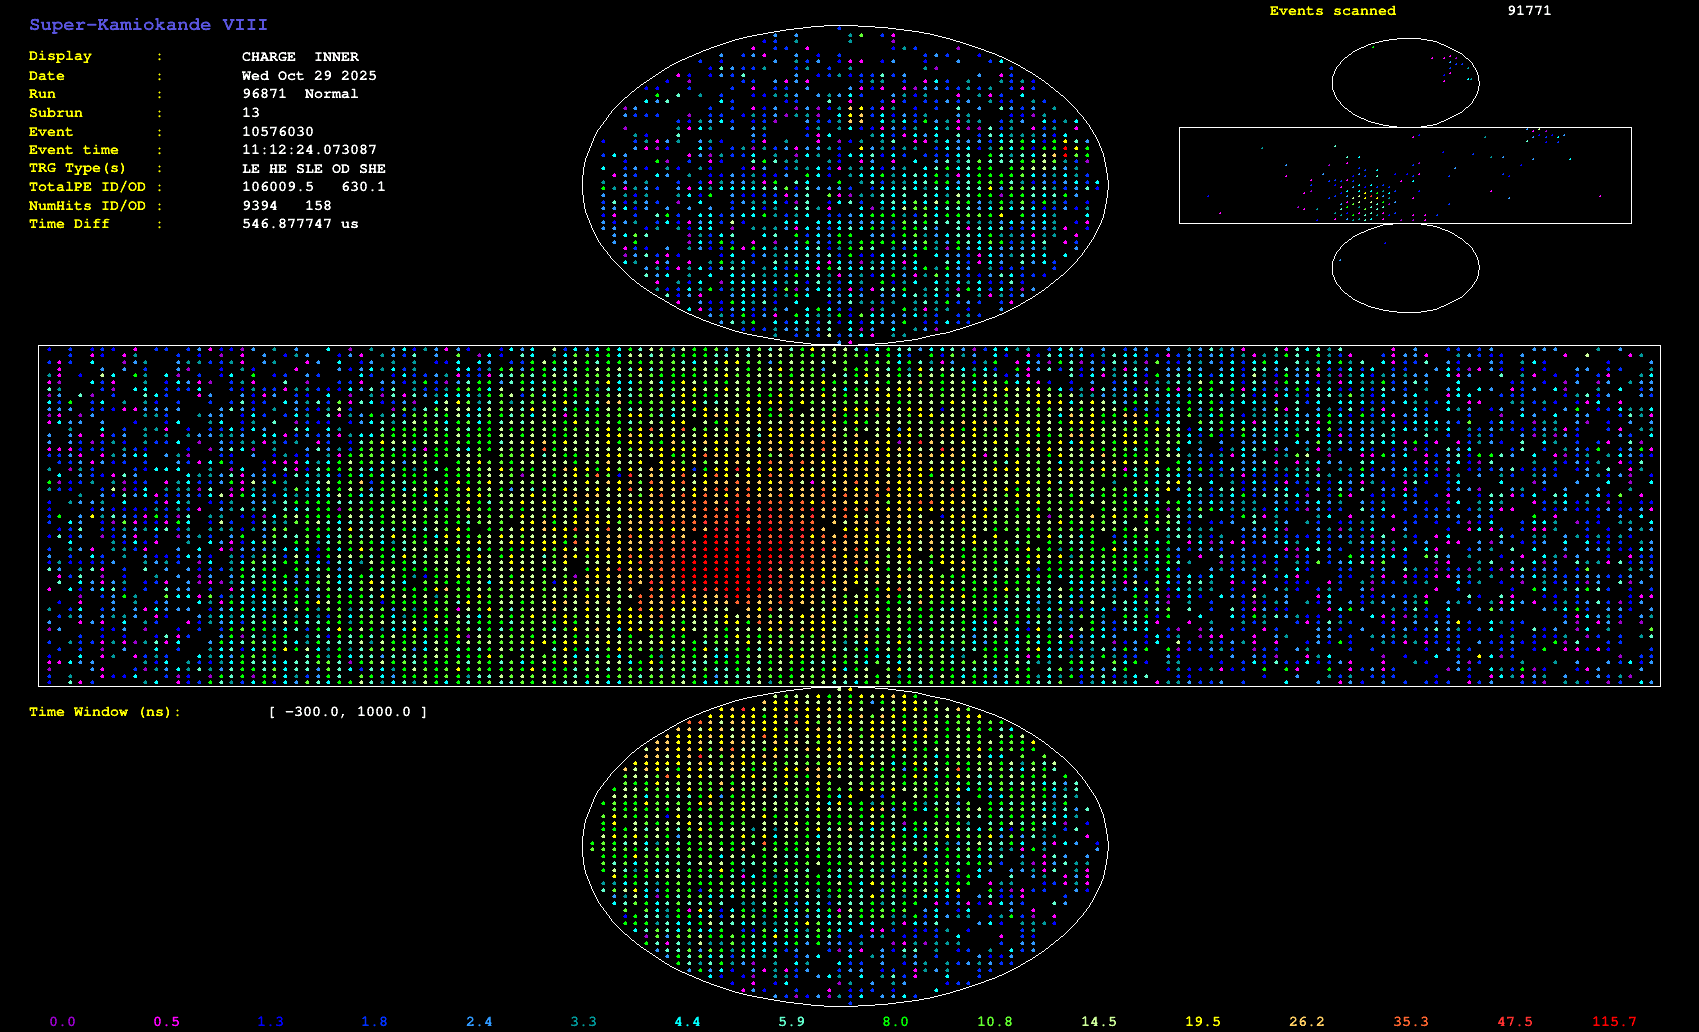 Super-Kamiokande VIII
Display : CHARGE INNER
Date : Wed Oct 29 2025
Run : 96871 Normal
Subrun : 13
Event : 10576030
Event time : 11:12:24.073087
TRG Type(s) : LE HE SLE OD SHE
TotalPE ID/OD : 106009.5 630.1
NumHits ID/OD : 9394 158
Time Diff : 546.877747 us
Events scanned 91771
Time Window (ns): [ -300.0, 1000.0 ]
0.0 0.5 1.3 1.8 2.4 3.3 4.4 5.9 8.0 10.8 14.5 19.5 26.2 35.3 47.5 115.7